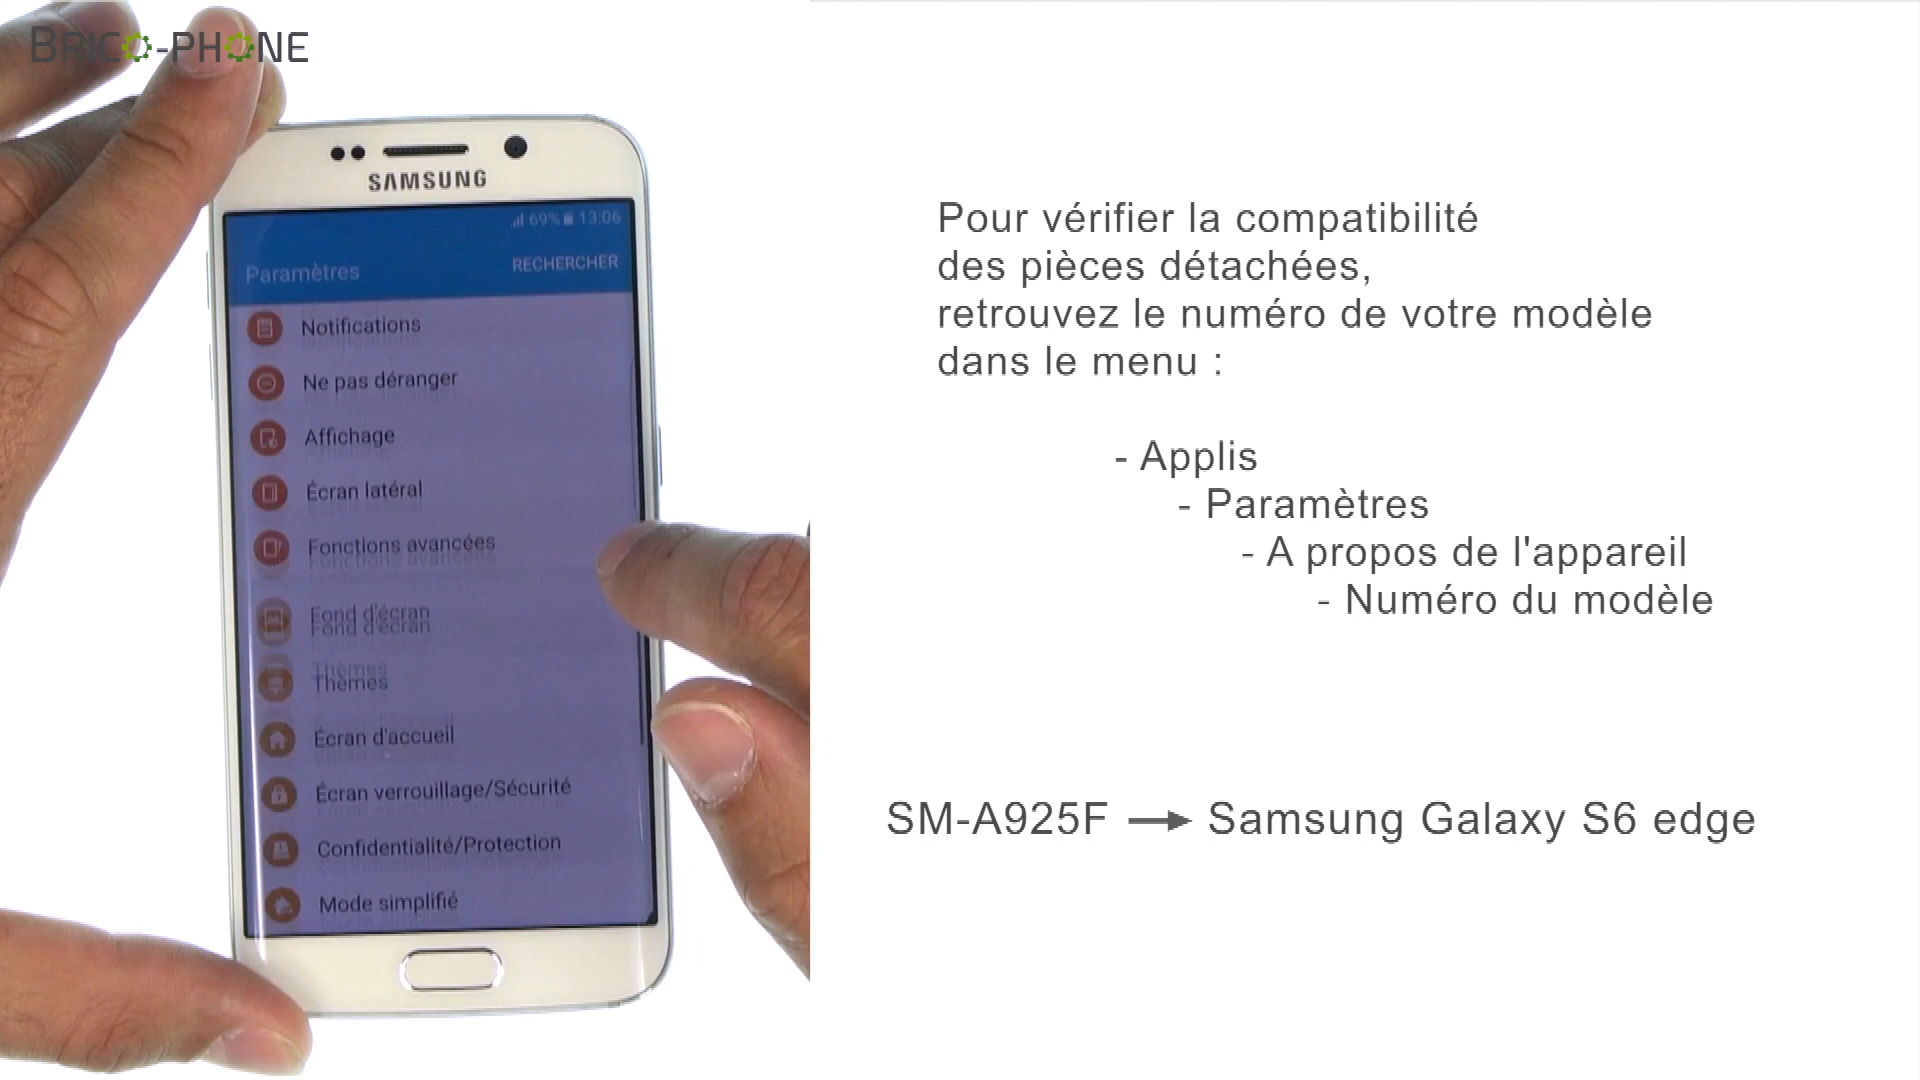 BRICO-PHONE
SAMSUNG
69% 13:06
Paramètres
RECHERCHER
Notifications
Ne pas déranger
Affichage
Écran latéral
Fonctions avancées
Fond d'écran
Thèmes
Écran d'accueil
Écran verrouillage/Sécurité
Confidentialité/Protection
Mode simplifié
Pour vérifier la compatibilité
des pièces détachées,
retrouvez le numéro de votre modèle
dans le menu :
- Applis
- Paramètres
- A propos de l'appareil
- Numéro du modèle
SM-A925F → Samsung Galaxy S6 edge